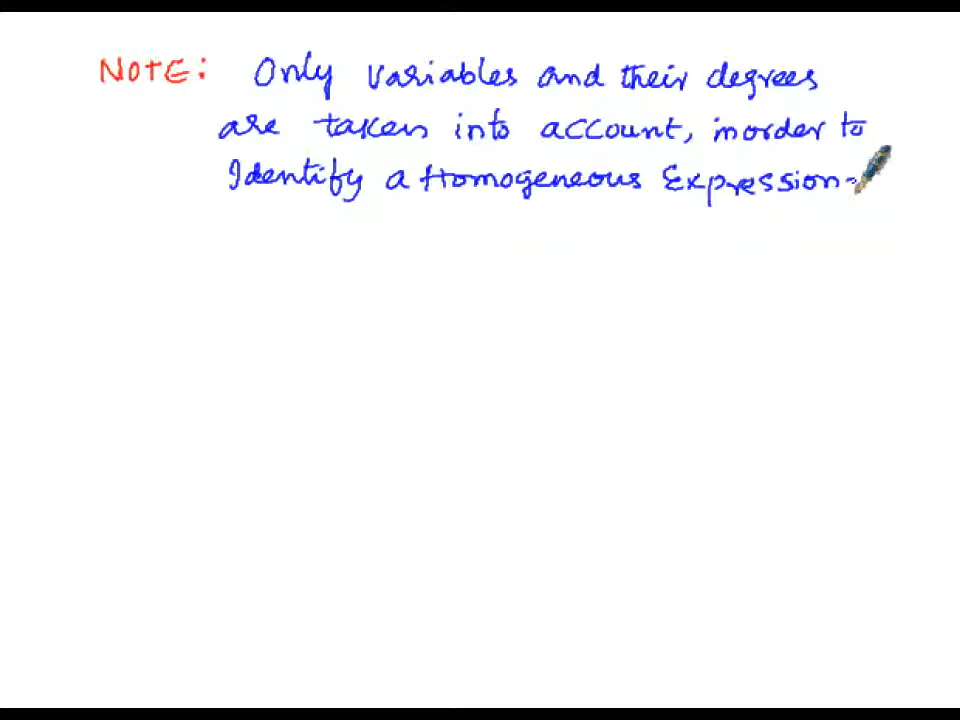 NOTE: Only variables and their degrees
are taken into account, inorder to
Identify a Homogeneous Expression.